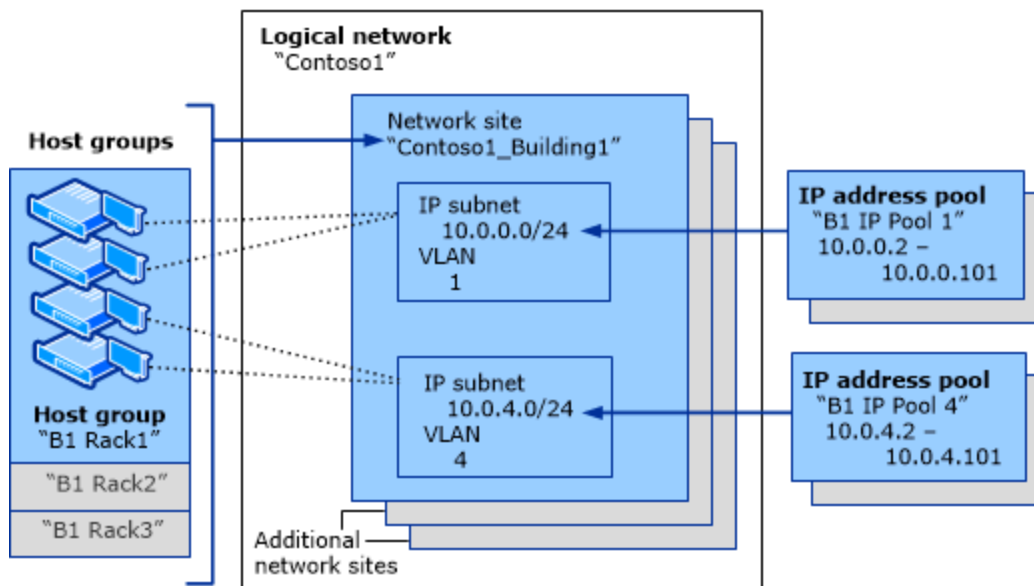 Logical network
“Contoso1”
Host groups
Host group
“B1 Rack1”
“B1 Rack2”
“B1 Rack3”
Network site
“Contoso1_Building1”
IP subnet
10.0.0.0/24
VLAN
1
IP subnet
10.0.4.0/24
VLAN
4
Additional
network sites
IP address pool
“B1 IP Pool 1”
10.0.0.2 –
10.0.0.101
IP address pool
“B1 IP Pool 4”
10.0.4.2 –
10.0.4.101